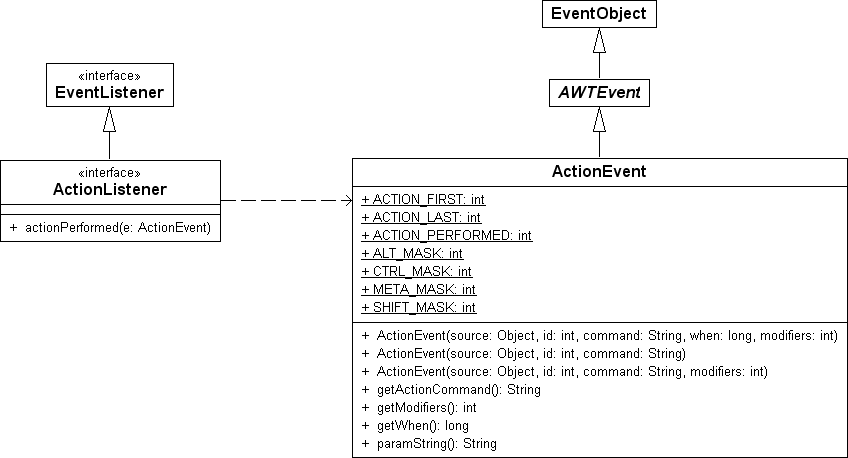 EventObject
«interface»
EventListener
AWTEvent
«interface»
ActionListener
+ actionPerformed(e: ActionEvent)
ActionEvent
+ ACTION_FIRST: int
+ ACTION_LAST: int
+ ACTION_PERFORMED: int
+ ALT_MASK: int
+ CTRL_MASK: int
+ META_MASK: int
+ SHIFT_MASK: int
+ ActionEvent(source: Object, id: int, command: String, when: long, modifiers: int)
+ ActionEvent(source: Object, id: int, command: String)
+ ActionEvent(source: Object, id: int, command: String, modifiers: int)
+ getActionCommand(): String
+ getModifiers(): int
+ getWhen(): long
+ paramString(): String